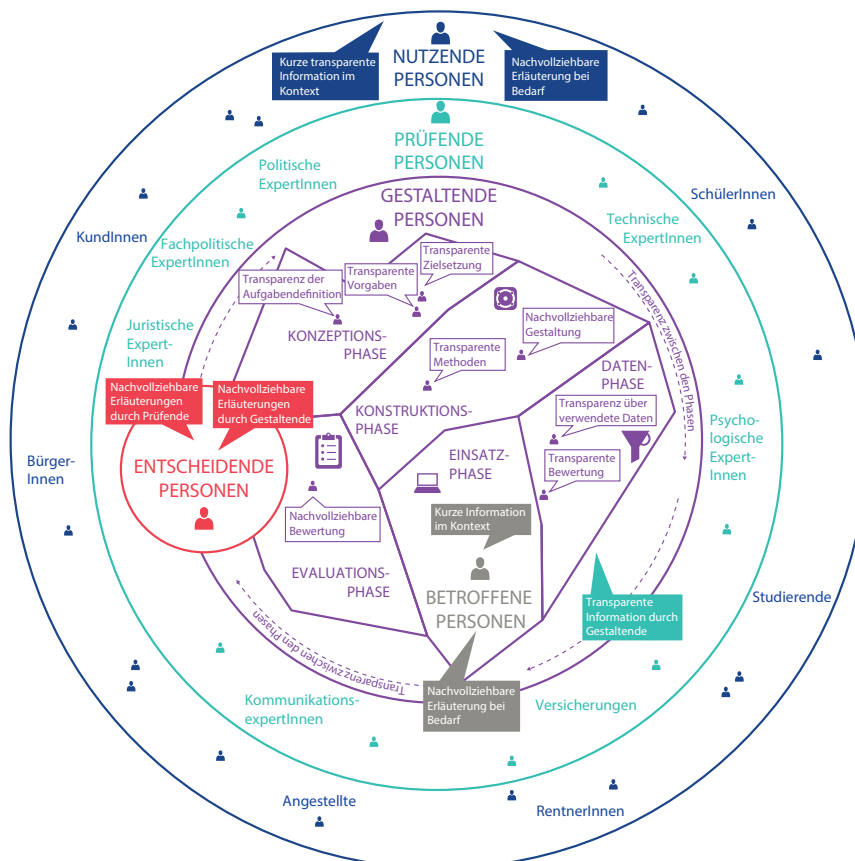 NUTZENDE
PERSONEN
Kurze transparente
Information im
Kontext
Nachvollziehbare
Erläuterung bei
Bedarf
PRÜFENDE
PERSONEN
Politische
ExpertInnen
GESTALTENDE
PERSONEN
SchülerInnen
KundInnen
Fachpolitische
ExpertInnen
Technische
ExpertInnen
Transparente
Zielsetzung
Transparente
Vorgaben
Transparenz der
Aufgabendefinition
KONZEPTIONS-
PHASE
Nachvollziehbare
Gestaltung
Transparente
Methoden
Transparenz zwischen den Phasen
Juristische
Expert-
Innen
DATEN-
PHASE
Nachvollziehbare
Erläuterungen
durch Prüfende
Nachvollziehbare
Erläuterungen
durch Gestaltende
KONSTRUKTIONS-
PHASE
Transparenz über
verwendete Daten
Psycho-
logische
Expert-
Innen
Bürger-
Innen
ENTSCHEIDENDE
PERSONEN
EINSATZ-
PHASE
Transparente
Bewertung
Nachvollziehbare
Bewertung
Kurze Information
im Kontext
EVALUATIONS-
PHASE
BETROFFENE
PERSONEN
Transparente
Information durch
Gestaltende
Studierende
Transparenz zwischen den Phasen
Nachvollziehbare
Erläuterung bei
Bedarf
Kommunikations-
expertInnen
Versicherungen
Angestellte
RentnerInnen